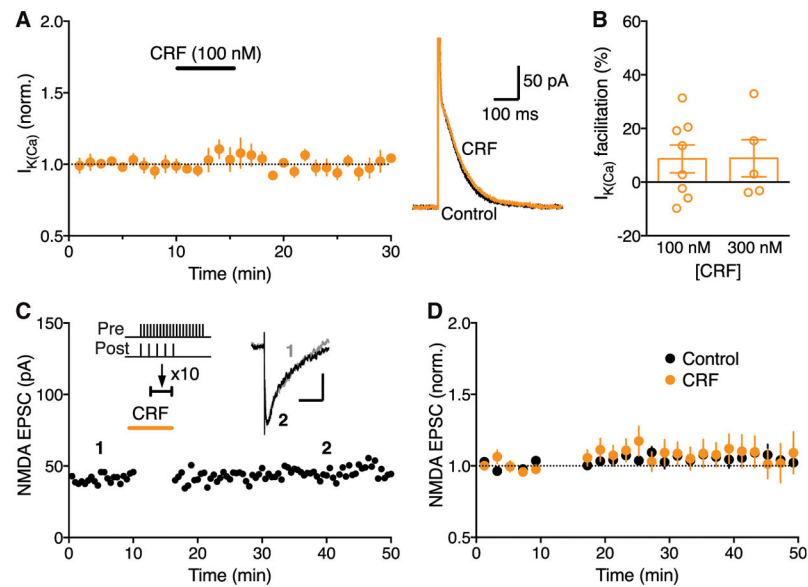 A
I_K(Ca) (norm.)
2.0
1.5
1.0
0.5
CRF (100 nM)
0
10
20
30
Time (min)
50 pA
100 ms
CRF
Control
B
I_K(Ca) facilitation (%)
60
40
20
0
-20
100 nM
300 nM
[CRF]
C
NMDA EPSC (pA)
150
100
50
0
Pre
Post
x10
CRF
1
2
1
2
0
10
20
30
40
50
Time (min)
D
NMDA EPSC (norm.)
2.0
1.5
1.0
0.5
Control
CRF
0
10
20
30
40
50
Time (min)